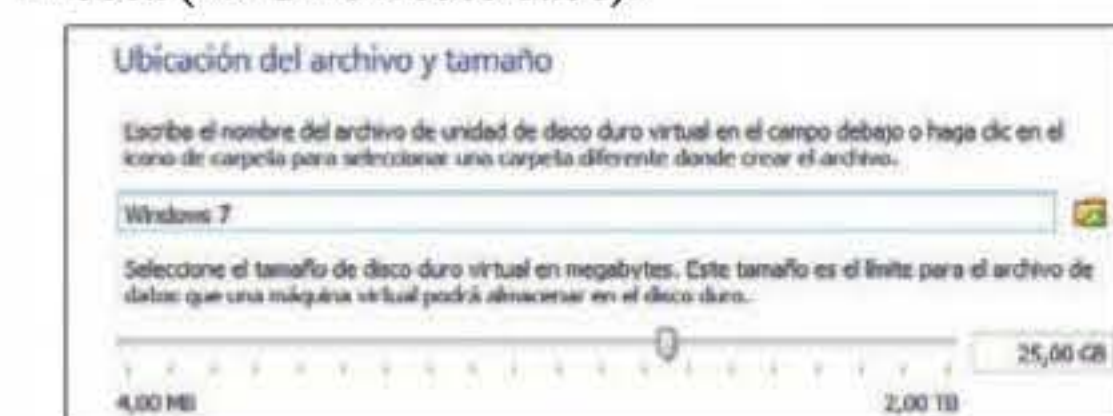 Ubicación del archivo y tamaño
Escriba el nombre del archivo de unidad de disco duro virtual en el campo debajo o haga clic en el
icono de carpeta para seleccionar una carpeta diferente donde crear el archivo.
Windows 7
Seleccione el tamaño de disco duro virtual en megabytes. Este tamaño es el límite para el archivo de
datos que una máquina virtual podrá almacenar en el disco duro.
25,00 GB
4,00 MB
2,00 TB